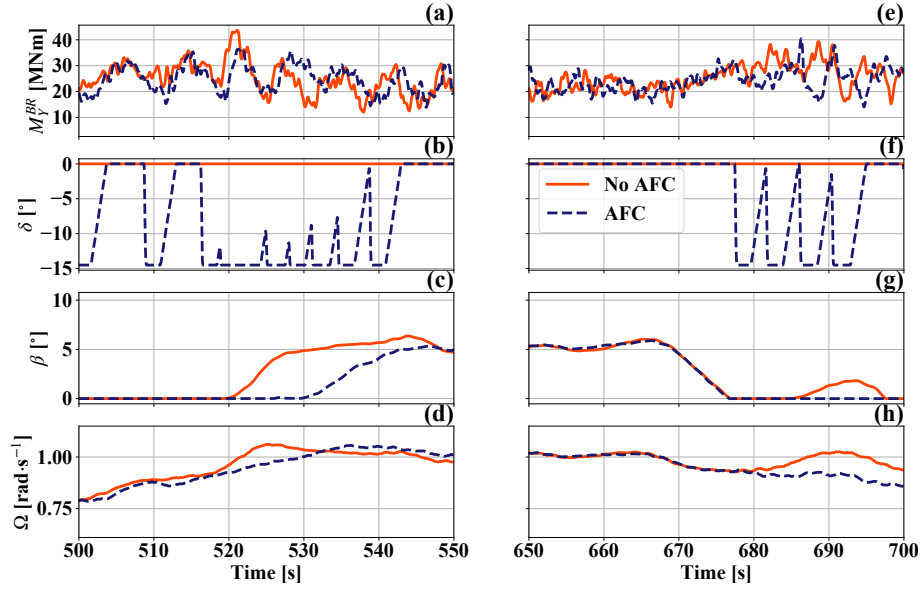 (a)
M_Y^{BR} [MNm]
40
30
20
10
(b)
δ [°]
0
−5
−10
−15
(c)
β [°]
10
5
0
(d)
Ω [rad·s⁻¹]
1.00
0.75
500 510 520 530 540 550
Time [s]
(e)
(f)
No AFC
AFC
(g)
(h)
650 660 670 680 690 700
Time [s]